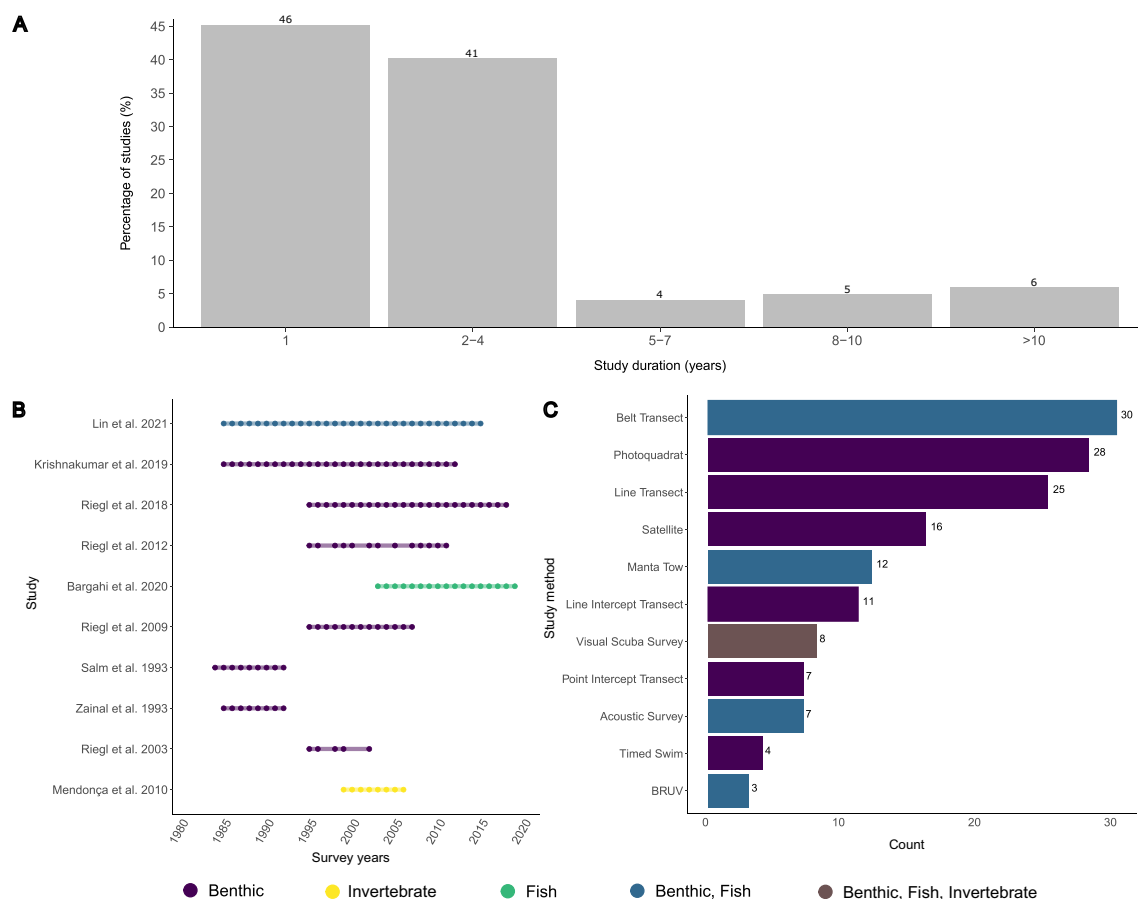 A
Percentage of studies (%)
45
40
35
30
25
20
15
10
5
0
46
41
4
5
6
1
2−4
5−7
8−10
>10
Study duration (years)
B
Study
Lin et al. 2021
Krishnakumar et al. 2019
Riegl et al. 2018
Riegl et al. 2012
Bargahi et al. 2020
Riegl et al. 2009
Salm et al. 1993
Zainal et al. 1993
Riegl et al. 2003
Mendonça et al. 2010
1980
1985
1990
1995
2000
2005
2010
2015
2020
Survey years
C
Study method
Belt Transect 30
Photoquadrat 28
Line Transect 25
Satellite 16
Manta Tow 12
Line Intercept Transect 11
Visual Scuba Survey 8
Point Intercept Transect 7
Acoustic Survey 7
Timed Swim 4
BRUV 3
0
10
20
30
Count
Benthic
Invertebrate
Fish
Benthic, Fish
Benthic, Fish, Invertebrate